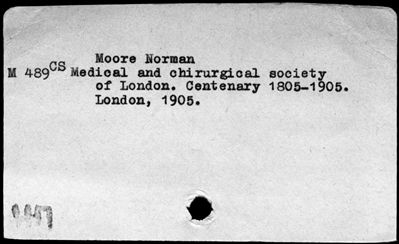 Moore Norman
M 489CS Medical and chirurgical society
of London. Centenary 1805-1905.
London, 1905.